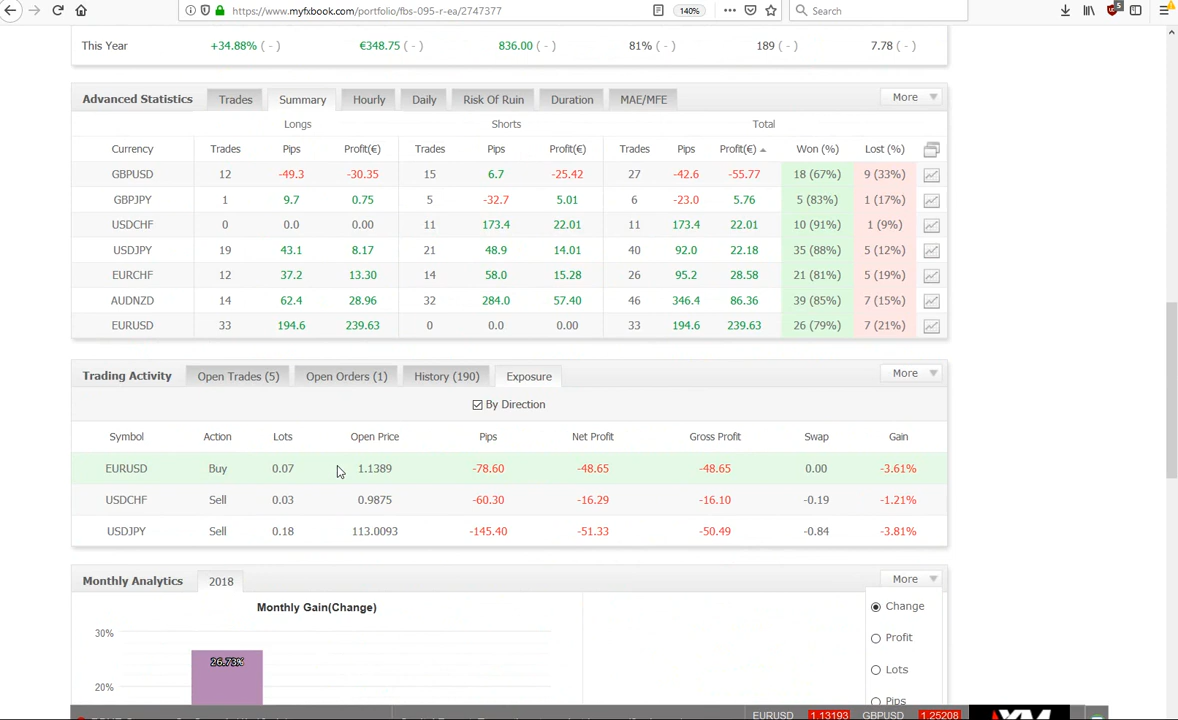 https://www.myfxbook.com/portfolio/fbs-095-r-ea/2747377 140% Search 5
This Year +34.88% ( - ) €348.75 ( - ) 836.00 ( - ) 81% ( - ) 189 ( - ) 7.78 ( - )
Advanced Statistics Trades Summary Hourly Daily Risk Of Ruin Duration MAE/MFE More
Longs Shorts Total
Currency Trades Pips Profit(€) Trades Pips Profit(€) Trades Pips Profit(€) Won (%) Lost (%)
GBPUSD 12 -49.3 -30.35 15 6.7 -25.42 27 -42.6 -55.77 18 (67%) 9 (33%)
GBPJPY 1 9.7 0.75 5 -32.7 5.01 6 -23.0 5.76 5 (83%) 1 (17%)
USDCHF 0 0.0 0.00 11 173.4 22.01 11 173.4 22.01 10 (91%) 1 (9%)
USDJPY 19 43.1 8.17 21 48.9 14.01 40 92.0 22.18 35 (88%) 5 (12%)
EURCHF 12 37.2 13.30 14 58.0 15.28 26 95.2 28.58 21 (81%) 5 (19%)
AUDNZD 14 62.4 28.96 32 284.0 57.40 46 346.4 86.36 39 (85%) 7 (15%)
EURUSD 33 194.6 239.63 0 0.0 0.00 33 194.6 239.63 26 (79%) 7 (21%)
Trading Activity Open Trades (5) Open Orders (1) History (190) Exposure More
By Direction
Symbol Action Lots Open Price Pips Net Profit Gross Profit Swap Gain
EURUSD Buy 0.07 1.1389 -78.60 -48.65 -48.65 0.00 -3.61%
USDCHF Sell 0.03 0.9875 -60.30 -16.29 -16.10 -0.19 -1.21%
USDJPY Sell 0.18 113.0093 -145.40 -51.33 -50.49 -0.84 -3.81%
Monthly Analytics 2018 More
Monthly Gain(Change)
Change
30%
Profit
26.73%
Lots
20%
Pips
EURUSD 1.13193 GBPUSD 1.25208 XM